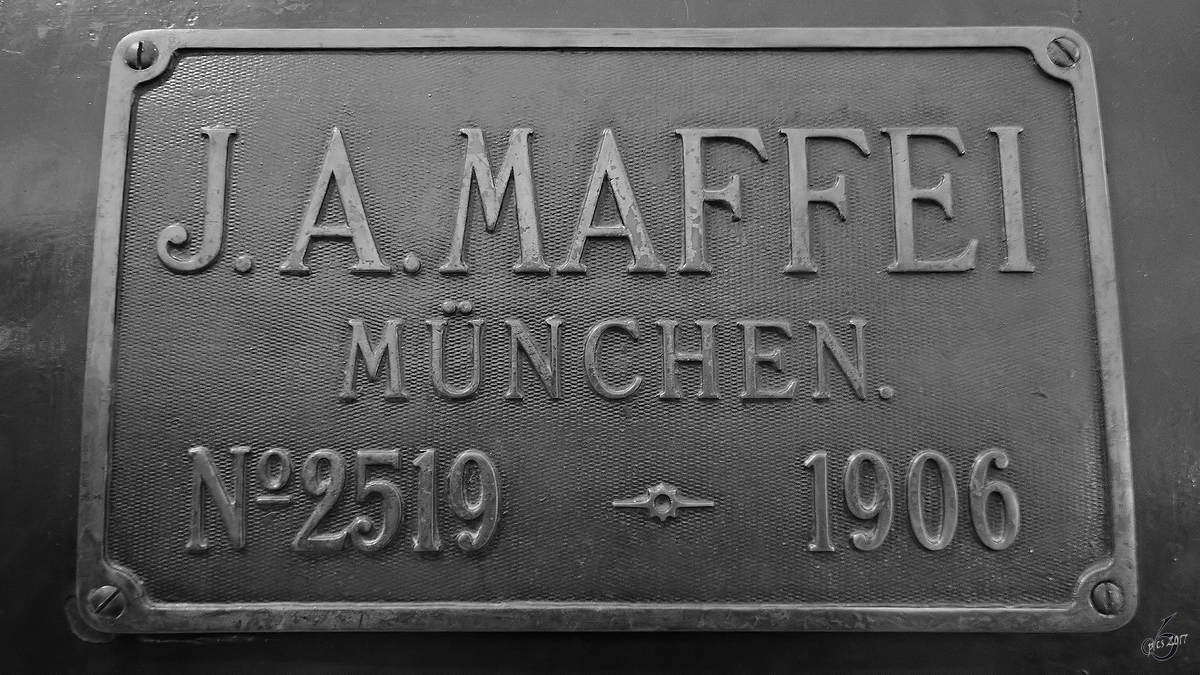 J. A. MAFFEI
MÜNCHEN.
Nº 2519 1906